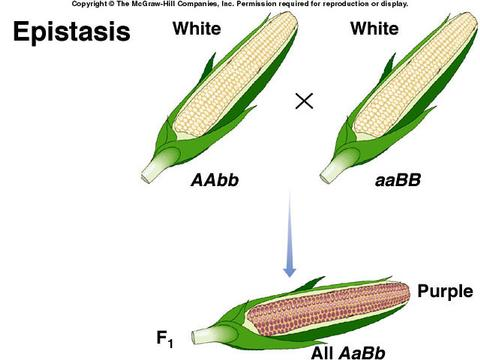 Copyright © The McGraw-Hill Companies, Inc. Permission required for reproduction or display.
Epistasis
White
White
AAbb
aaBB
Purple
F₁
All AaBb